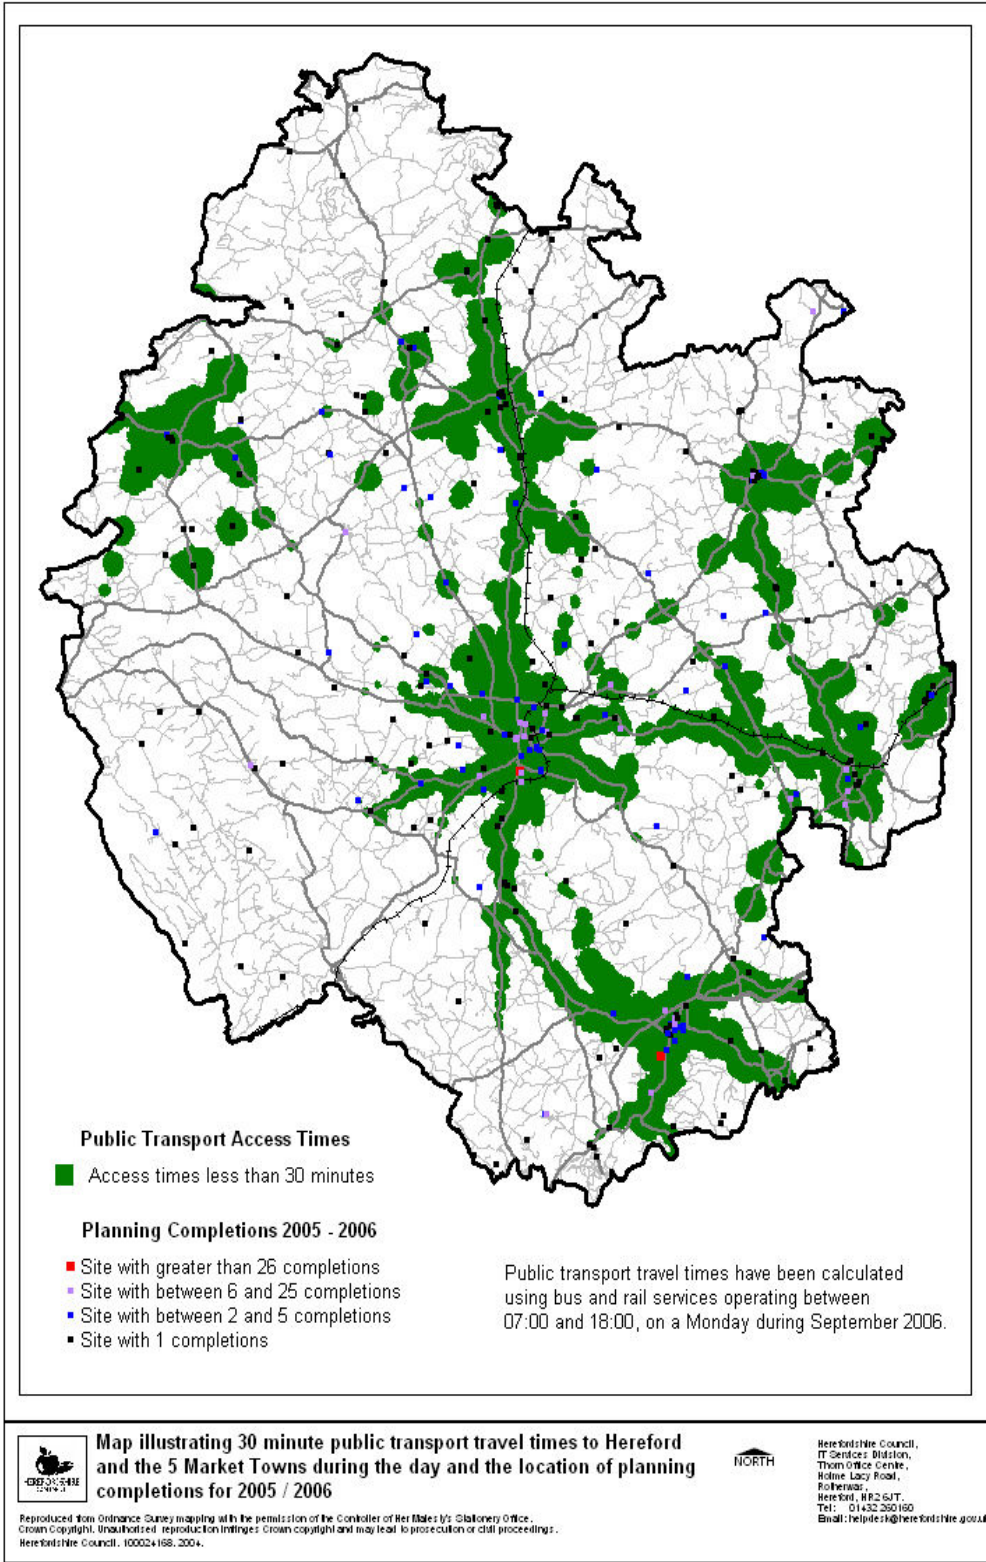 Public Transport Access Times
Access times less than 30 minutes
Planning Completions 2005 - 2006
Site with greater than 26 completions
Site with between 6 and 25 completions
Site with between 2 and 5 completions
Site with 1 completions
Public transport travel times have been calculated
using bus and rail services operating between
07:00 and 18:00, on a Monday during September 2006.
HEREFORDSHIRE
COUNCIL
Map illustrating 30 minute public transport travel times to Hereford
and the 5 Market Towns during the day and the location of planning
completions for 2005 / 2006
NORTH
Herefordshire Council,
IT Services Division,
Thorn Office Centre,
Holme Lacy Road,
Rotherwas,
Hereford, HR2 6JT.
Tel: 01432 260160
Email: helpdesk@herefordshire.gov.uk
Reproduced from Ordnance Survey mapping with the permission of the Controller of Her Majesty's Stationery Office.
Crown Copyright. Unauthorised reproduction infringes Crown copyright and may lead to prosecution or civil proceedings.
Herefordshire Council. 100024168. 2004.